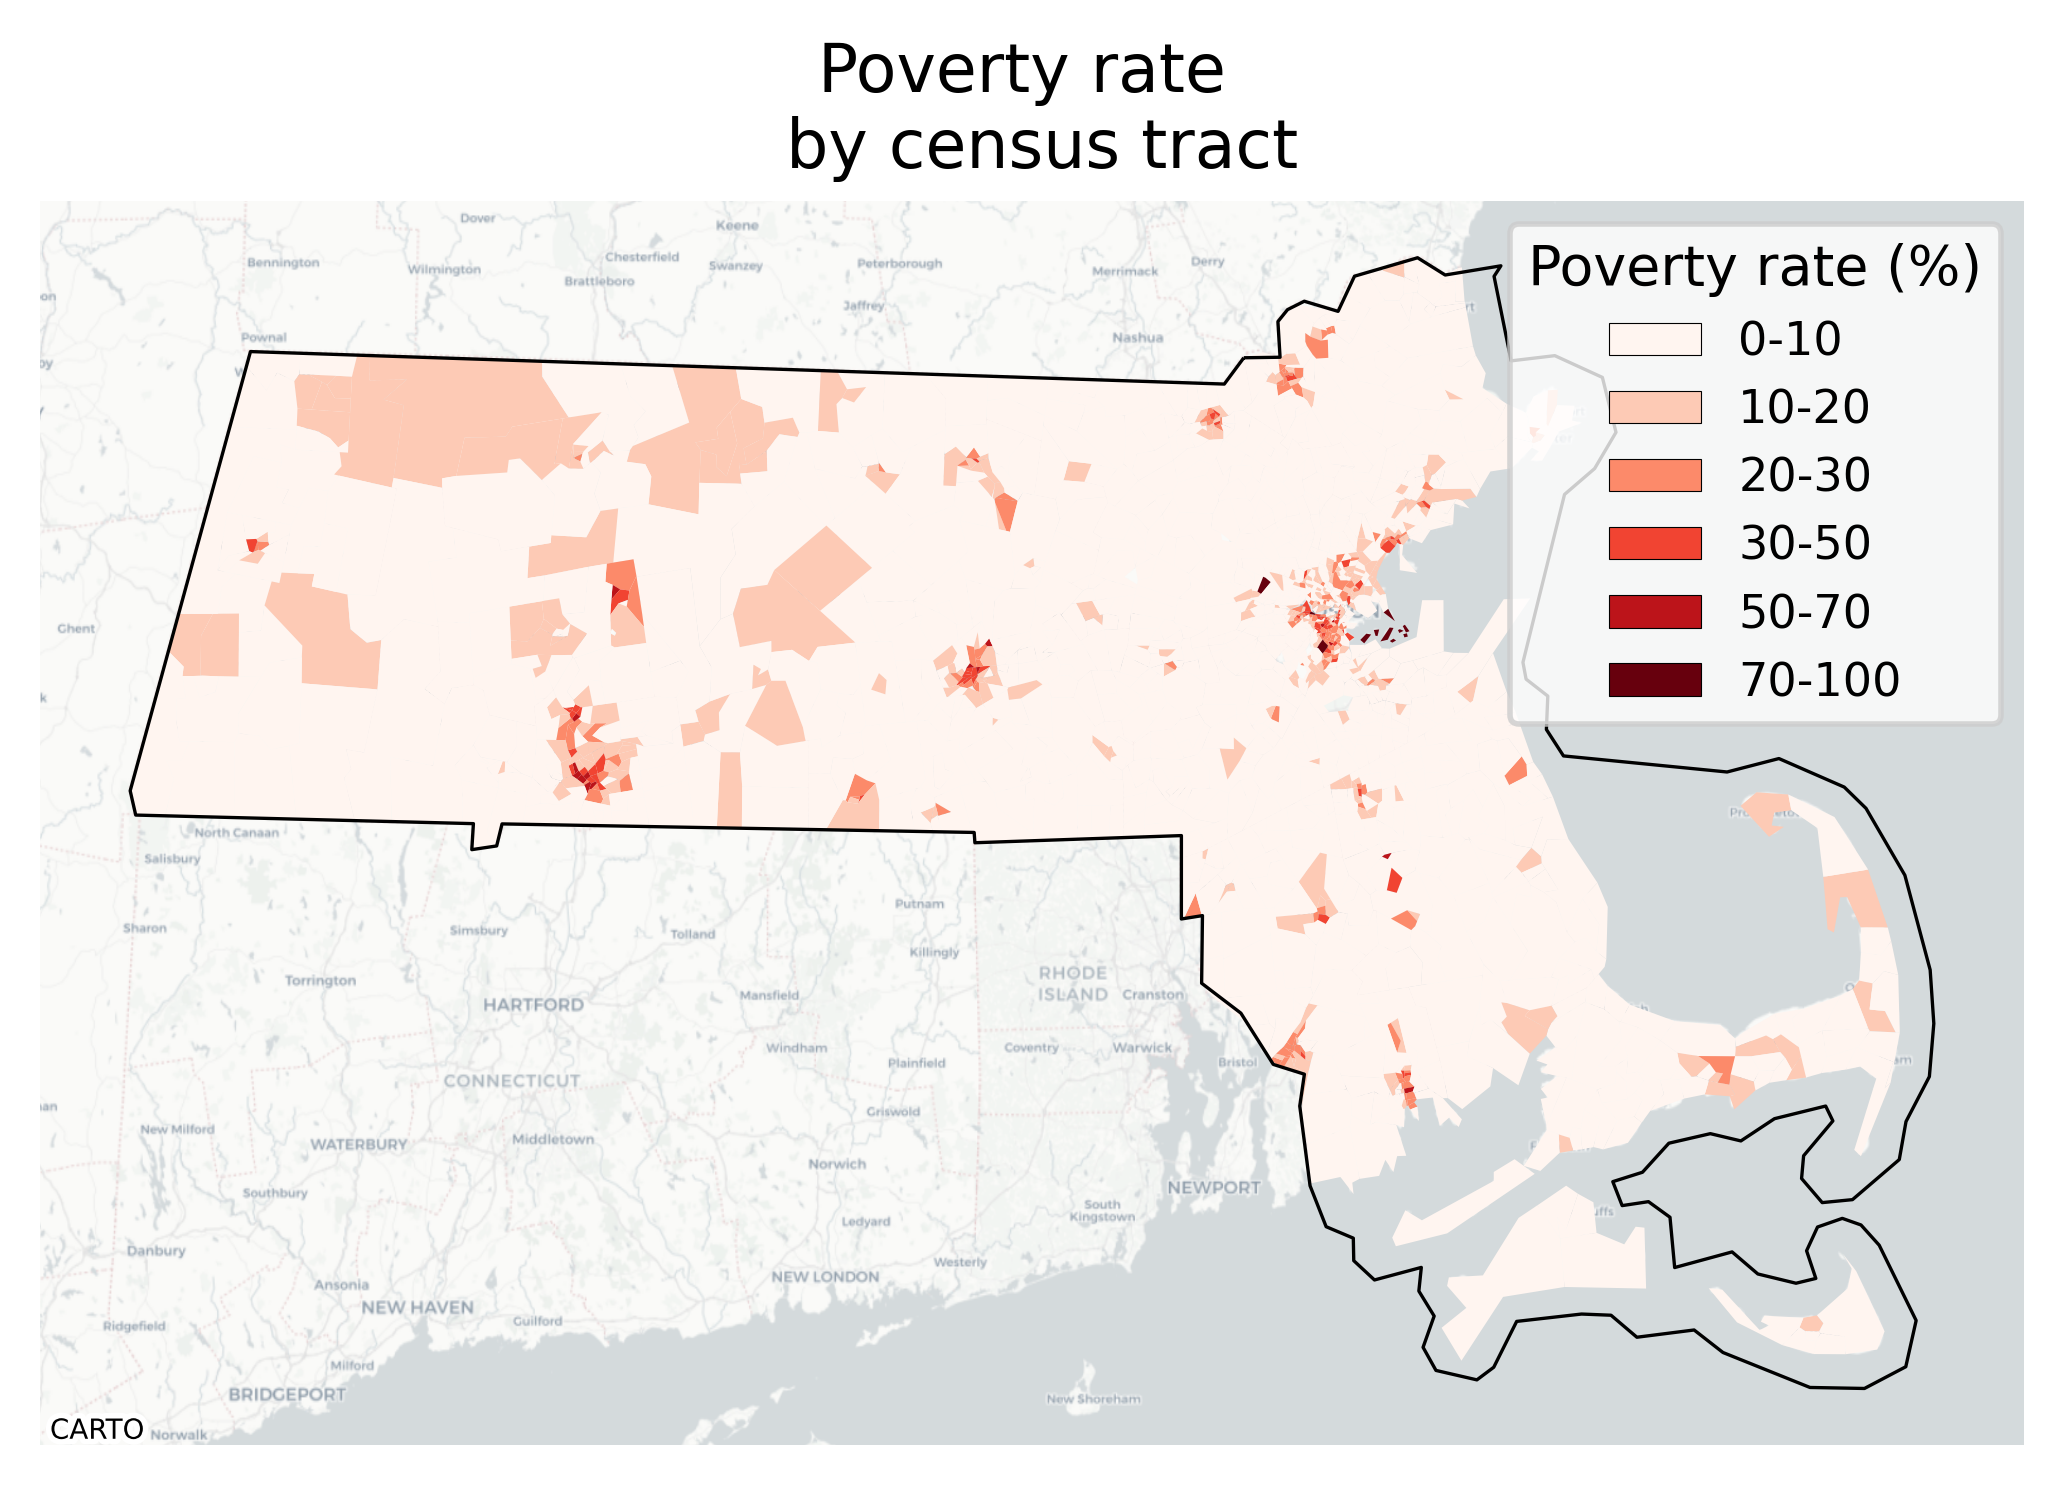 Poverty rate
by census tract
Dover
Keene
Bennington
Wilmington
Chesterfield
Swanzey
Brattleboro
Peterborough
Jaffrey
Merrimack
Derry
Nashua
Pownal
Poverty rate (%)
0-10
10-20
20-30
30-50
50-70
70-100
Ghent
North Canaan
Salisbury
Sharon
Simsbury
Tolland
Putnam
Killingly
Torrington
HARTFORD
Mansfield
RHODE
ISLAND
Cranston
Windham
Plainfield
Coventry
Warwick
Bristol
CONNECTICUT
Griswold
New Milford
WATERBURY
Middletown
Norwich
Southbury
NEWPORT
South
Kingstown
Ledyard
Danbury
Westerly
Ansonia
NEW LONDON
NEW HAVEN
Guilford
Ridgefield
Milford
BRIDGEPORT
New Shoreham
CARTO
Norwalk